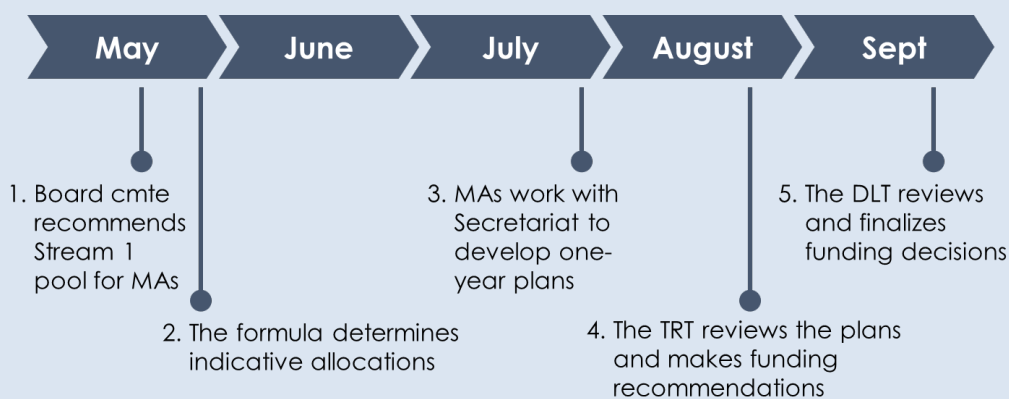 May June July August Sept
1. Board cmte
recommends
Stream 1
pool for MAs
2. The formula determines
indicative allocations
3. MAs work with
Secretariat to
develop one-
year plans
4. The TRT reviews the plans
and makes funding
recommendations
5. The DLT reviews
and finalizes
funding decisions